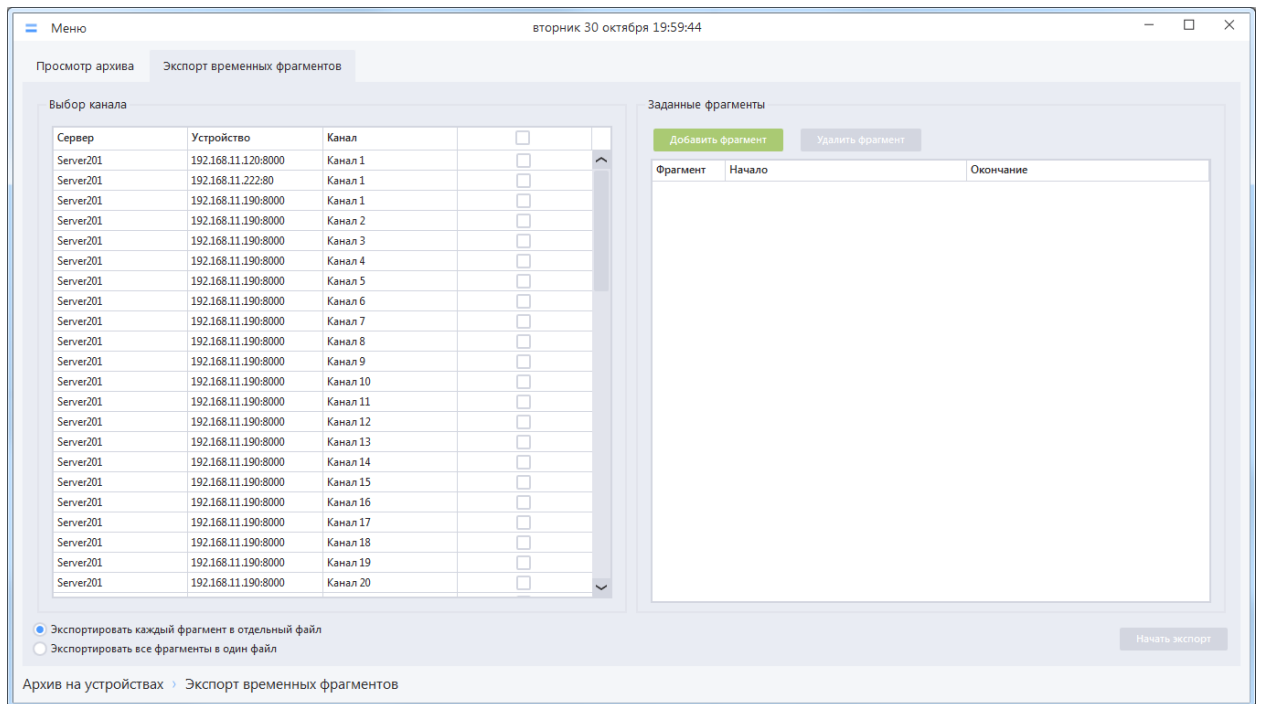 Меню вторник 30 октября 19:59:44
Просмотр архива Экспорт временных фрагментов
Выбор канала
Сервер Устройство Канал
Server201 192.168.11.120:8000 Канал 1
Server201 192.168.11.222:80 Канал 1
Server201 192.168.11.190:8000 Канал 1
Server201 192.168.11.190:8000 Канал 2
Server201 192.168.11.190:8000 Канал 3
Server201 192.168.11.190:8000 Канал 4
Server201 192.168.11.190:8000 Канал 5
Server201 192.168.11.190:8000 Канал 6
Server201 192.168.11.190:8000 Канал 7
Server201 192.168.11.190:8000 Канал 8
Server201 192.168.11.190:8000 Канал 9
Server201 192.168.11.190:8000 Канал 10
Server201 192.168.11.190:8000 Канал 11
Server201 192.168.11.190:8000 Канал 12
Server201 192.168.11.190:8000 Канал 13
Server201 192.168.11.190:8000 Канал 14
Server201 192.168.11.190:8000 Канал 15
Server201 192.168.11.190:8000 Канал 16
Server201 192.168.11.190:8000 Канал 17
Server201 192.168.11.190:8000 Канал 18
Server201 192.168.11.190:8000 Канал 19
Server201 192.168.11.190:8000 Канал 20
Заданные фрагменты
Добавить фрагмент Удалить фрагмент
Фрагмент Начало Окончание
Экспортировать каждый фрагмент в отдельный файл
Экспортировать все фрагменты в один файл
Начать экспорт
Архив на устройствах › Экспорт временных фрагментов